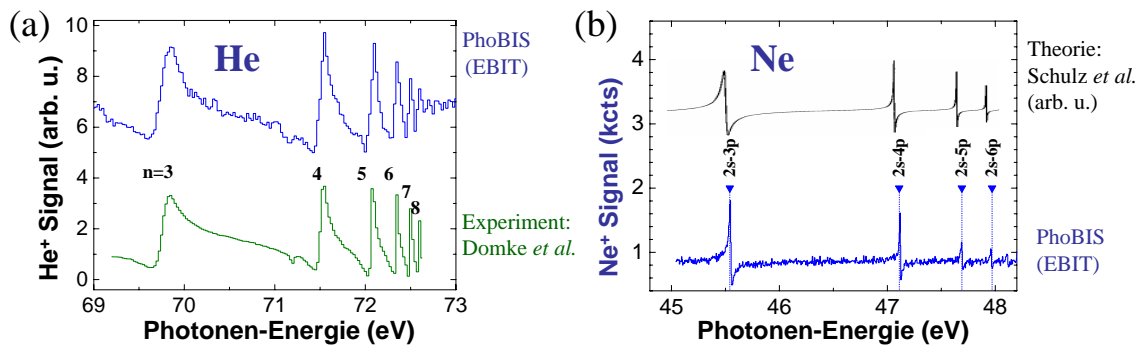 (a)
He
PhoBIS
(EBIT)
He⁺ Signal (arb. u.)
10
8
6
4
2
0
n=3
4
5
6
7
8
Experiment:
Domke et al.
69
70
71
72
73
Photonen-Energie (eV)
(b)
Ne
Theorie:
Schulz et al.
(arb. u.)
Ne⁺ Signal (kcts)
4
3
2
1
2s-3p
2s-4p
2s-5p
2s-6p
PhoBIS
(EBIT)
45
46
47
48
Photonen-Energie (eV)